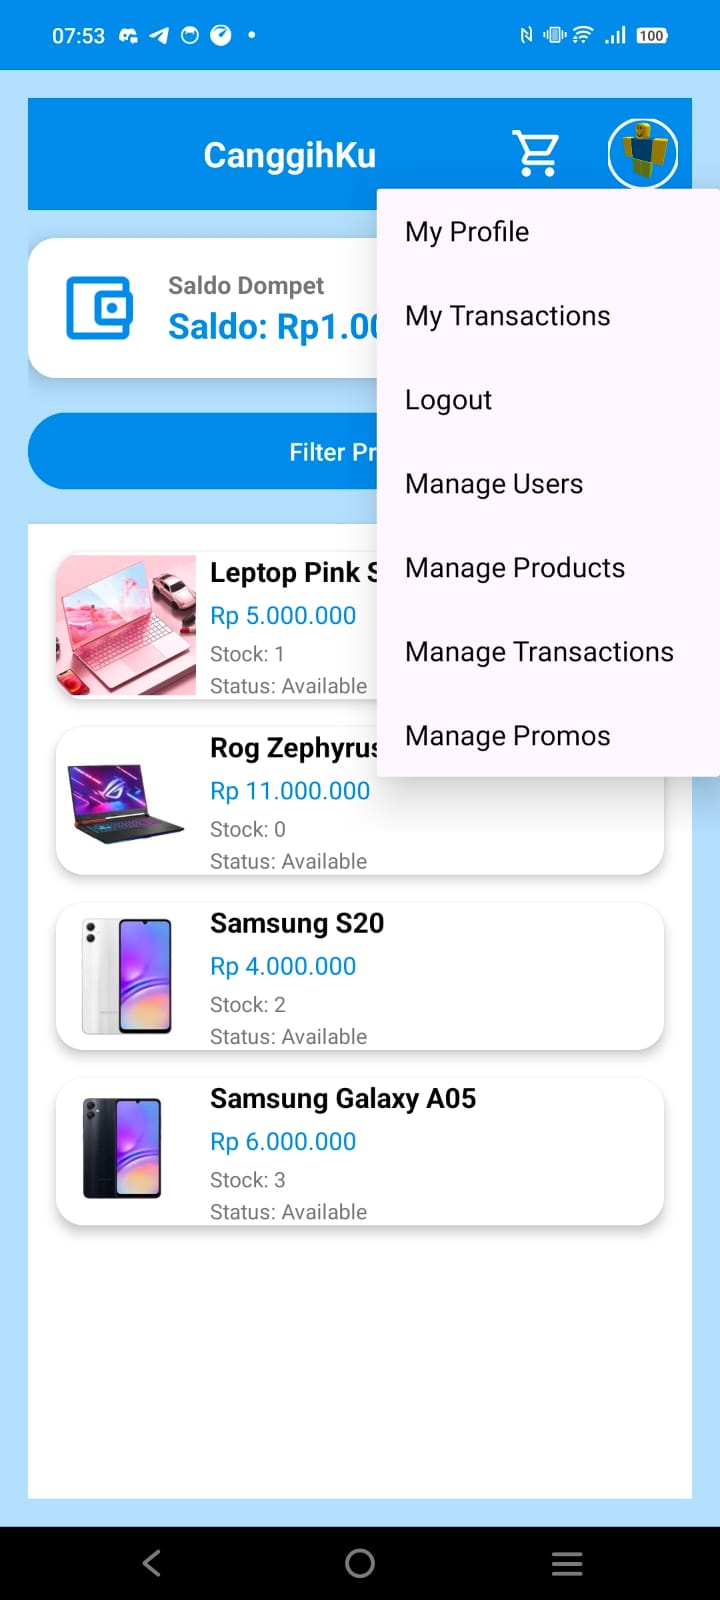 07:53
100
CanggihKu
My Profile
My Transactions
Logout
Manage Users
Manage Products
Manage Transactions
Manage Promos
Saldo Dompet
Saldo: Rp1.00
Filter Pr
Leptop Pink S
Rp 5.000.000
Stock: 1
Status: Available
Rog Zephyrus
Rp 11.000.000
Stock: 0
Status: Available
Samsung S20
Rp 4.000.000
Stock: 2
Status: Available
Samsung Galaxy A05
Rp 6.000.000
Stock: 3
Status: Available